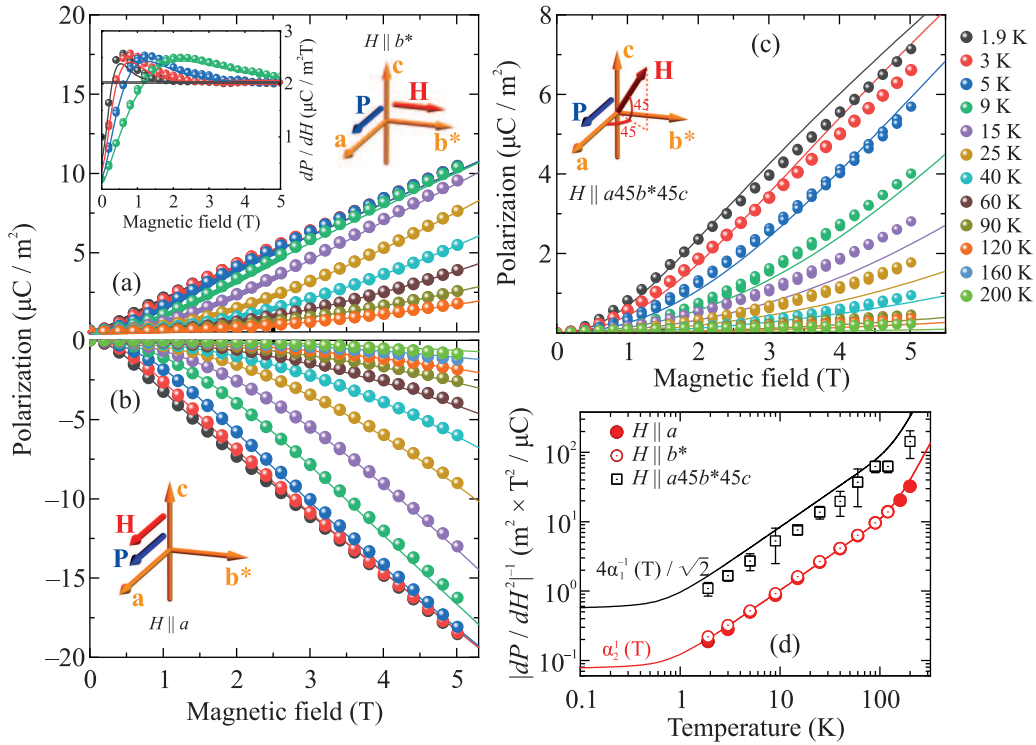 3
2
1
dP / dH (μC / m²T)
0 1 2 3 4 5
Magnetic field (T)
H || b*
c
H
P
a
b*
20
15
10
5
0
(a)
Polarization (μC / m²)
0
−5
−10
−15
−20
(b)
c
H
P
a
b*
H || a
0 1 2 3 4 5
Magnetic field (T)
8
6
4
2
Polarizaion (μC / m²)
(c)
c
H
P
45
45
a
b*
H || a45b*45c
0 1 2 3 4 5
Magnetic field (T)
1.9 K
3 K
5 K
9 K
15 K
25 K
40 K
60 K
90 K
120 K
160 K
200 K
|dP / dH²|⁻¹ (m² × T² / μC)
10²
10¹
10⁰
10⁻¹
H || a
H || b*
H || a45b*45c
4α₁⁻¹ (T) / √2
α₂¹ (T)
(d)
0.1 1 10 100
Temperature (K)